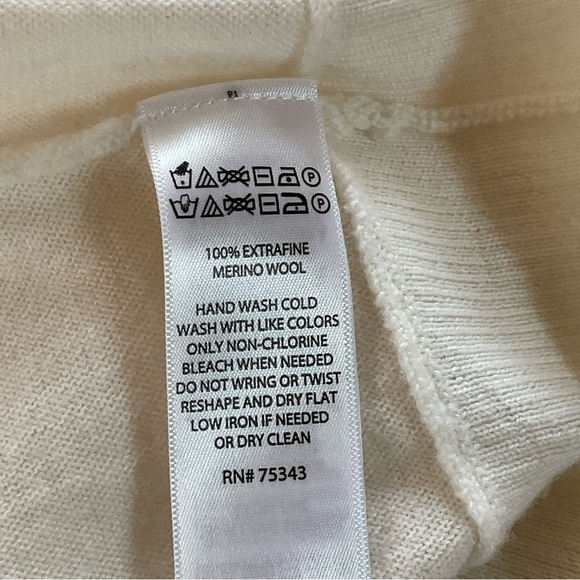 P1
P
P
100% EXTRAFINE
MERINO WOOL
HAND WASH COLD
WASH WITH LIKE COLORS
ONLY NON-CHLORINE
BLEACH WHEN NEEDED
DO NOT WRING OR TWIST
RESHAPE AND DRY FLAT
LOW IRON IF NEEDED
OR DRY CLEAN
RN# 75343